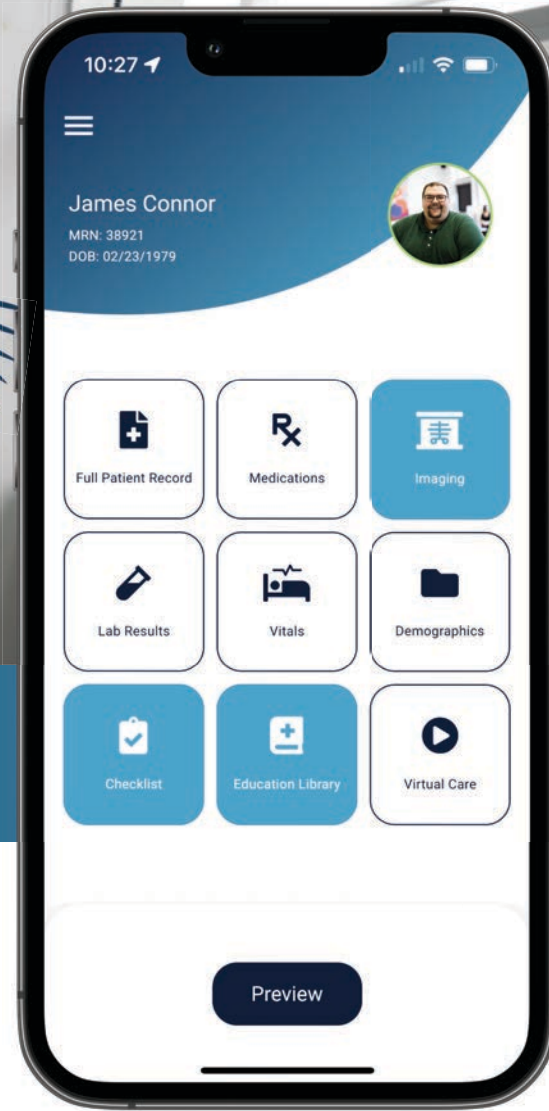 10:27
James Connor
MRN: 38921
DOB: 02/23/1979
Full Patient Record
Rx
Medications
Imaging
Lab Results
Vitals
Demographics
Checklist
Education Library
Virtual Care
Preview